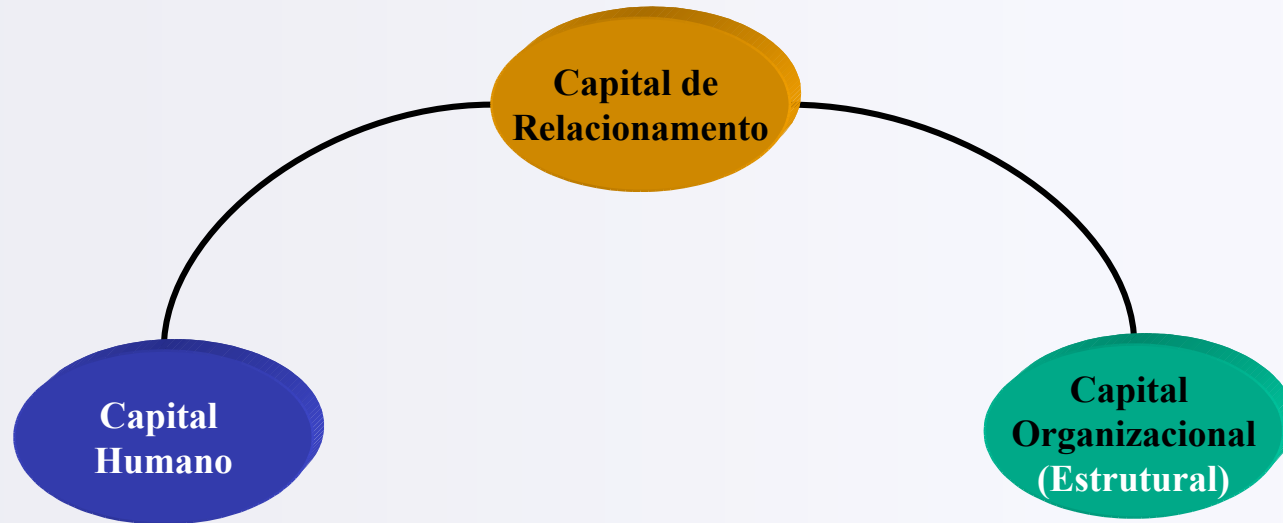 Capital de
Relacionamento
Capital
Humano
Capital
Organizacional
(Estrutural)